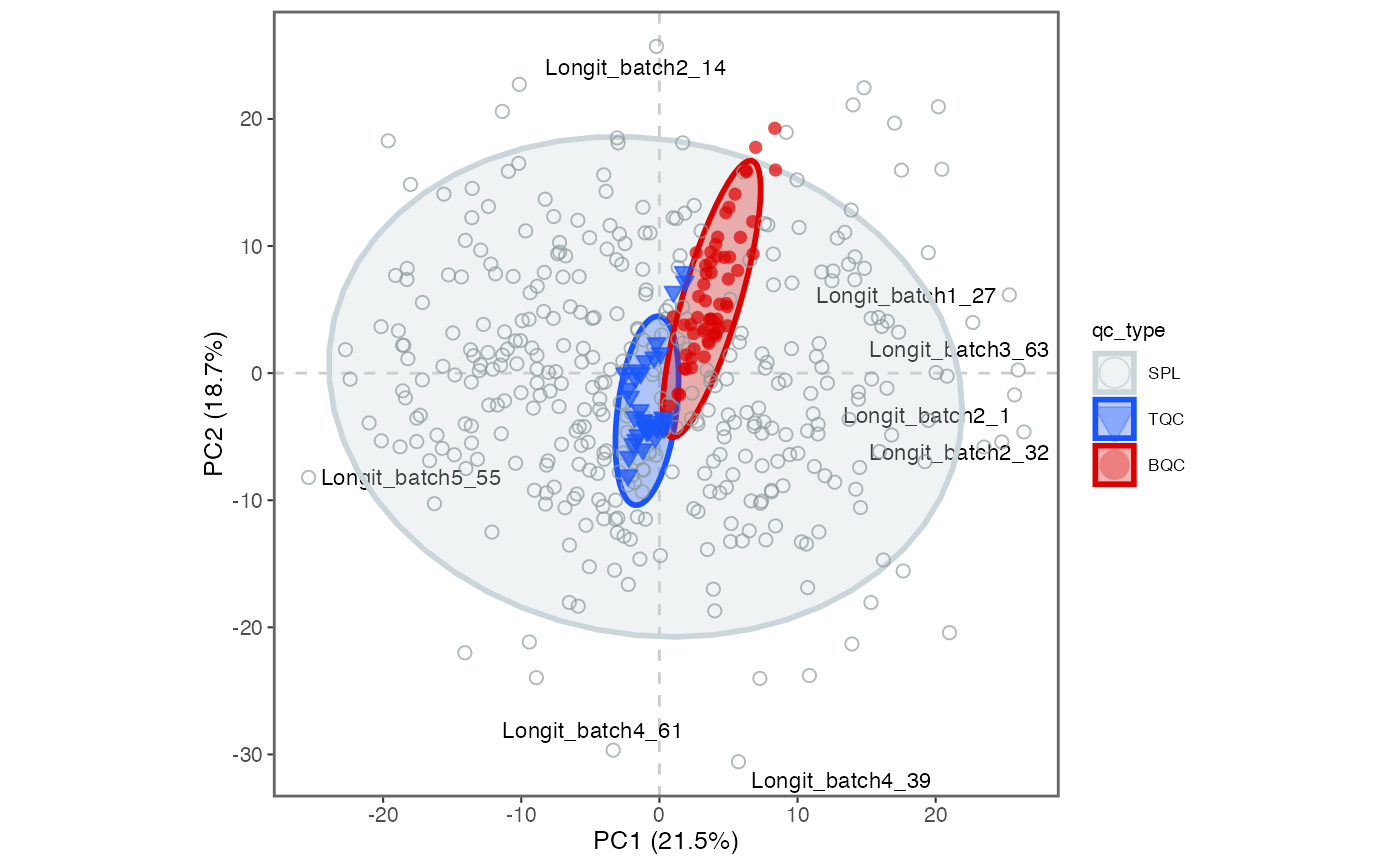 Longit_batch2_14
20
10
Longit_batch1_27
Longit_batch3_63
0
Longit_batch2_1
Longit_batch2_32
Longit_batch5_55
-10
-20
Longit_batch4_61
-30
Longit_batch4_39
-20 -10 0 10 20
PC1 (21.5%)
PC2 (18.7%)
qc_type
SPL
TQC
BQC